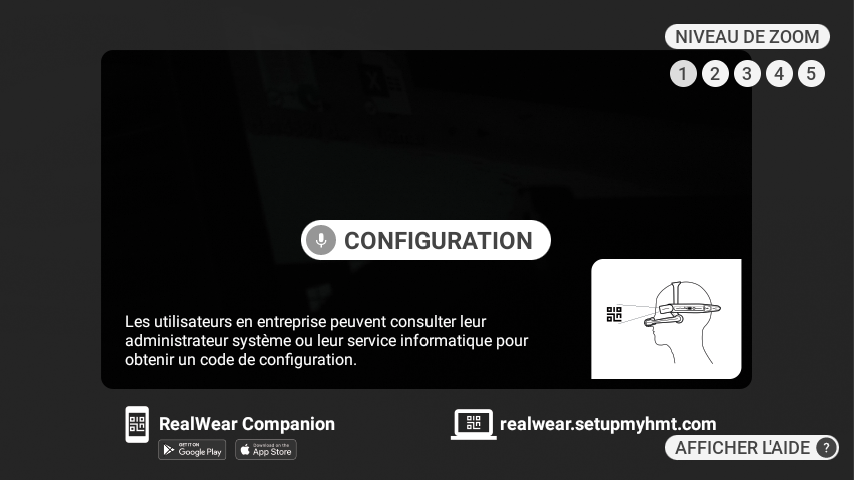 NIVEAU DE ZOOM
1 2 3 4 5
CONFIGURATION
Les utilisateurs en entreprise peuvent consulter leur
administrateur système ou leur service informatique pour
obtenir un code de configuration.
RealWear Companion
GET IT ON
Google Play
Download on the
App Store
realwear.setupmyhmt.com
AFFICHER L'AIDE ?